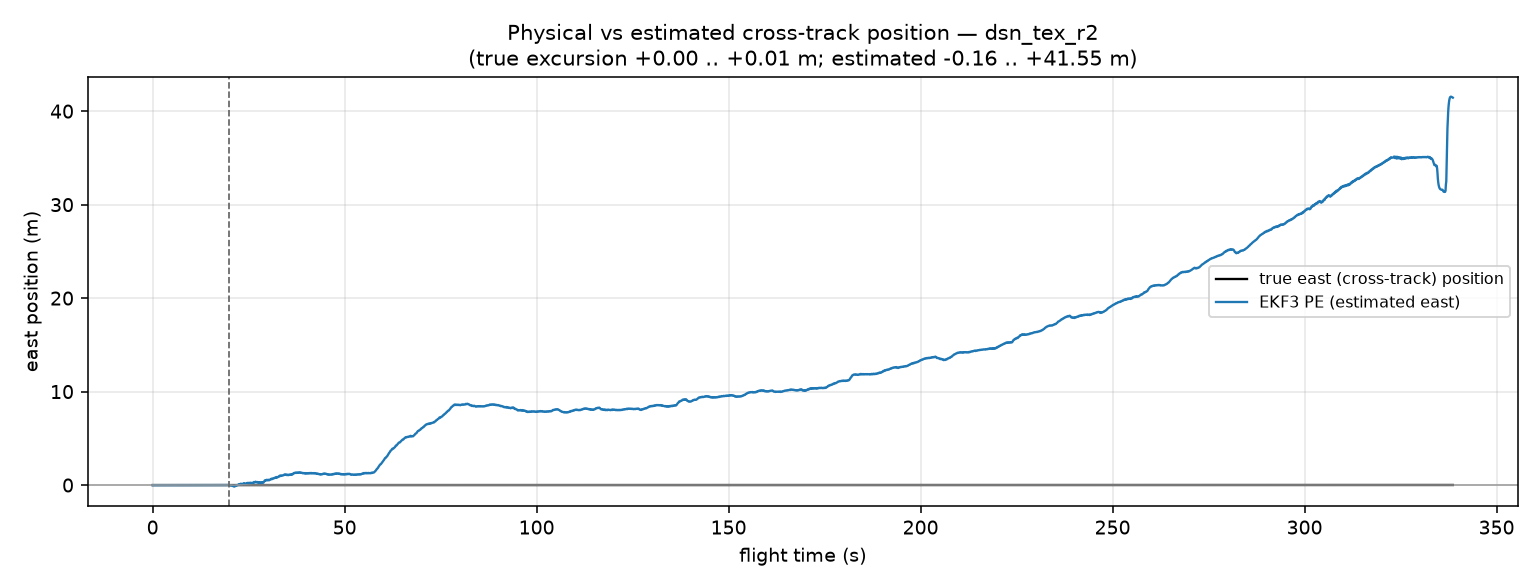 Physical vs estimated cross-track position — dsn_tex_r2
(true excursion +0.00 .. +0.01 m; estimated -0.16 .. +41.55 m)
east position (m)
40
30
20
10
0
true east (cross-track) position
EKF3 PE (estimated east)
0 50 100 150 200 250 300 350
flight time (s)